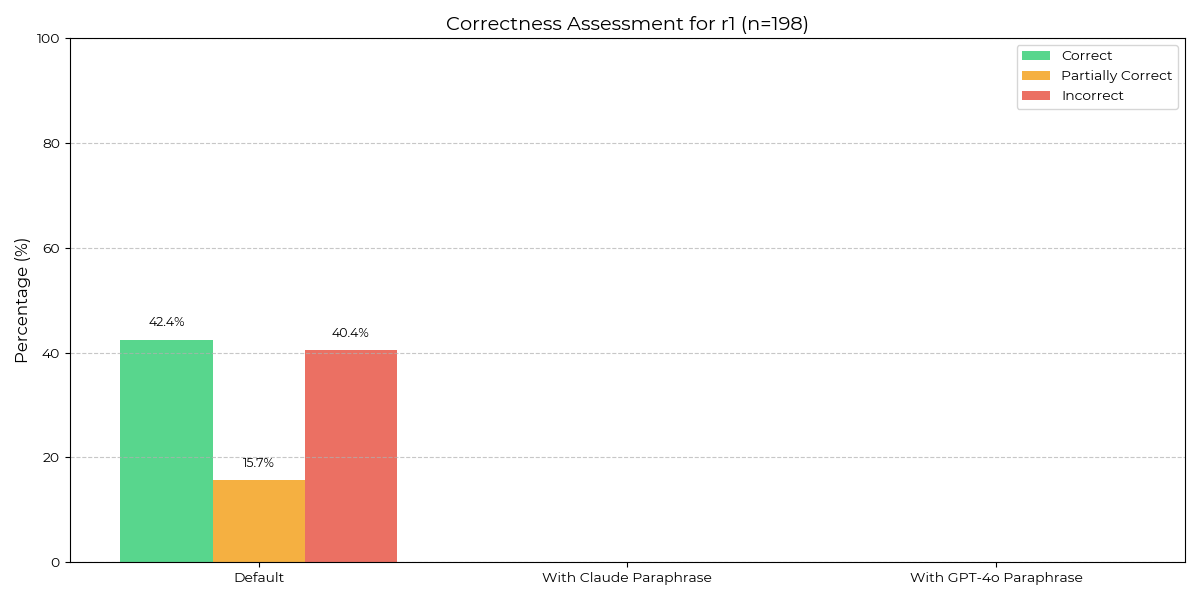 Correctness Assessment for r1 (n=198)
100
80
60
40
20
0
Percentage (%)
Correct
Partially Correct
Incorrect
42.4%
15.7%
40.4%
Default
With Claude Paraphrase
With GPT-4o Paraphrase